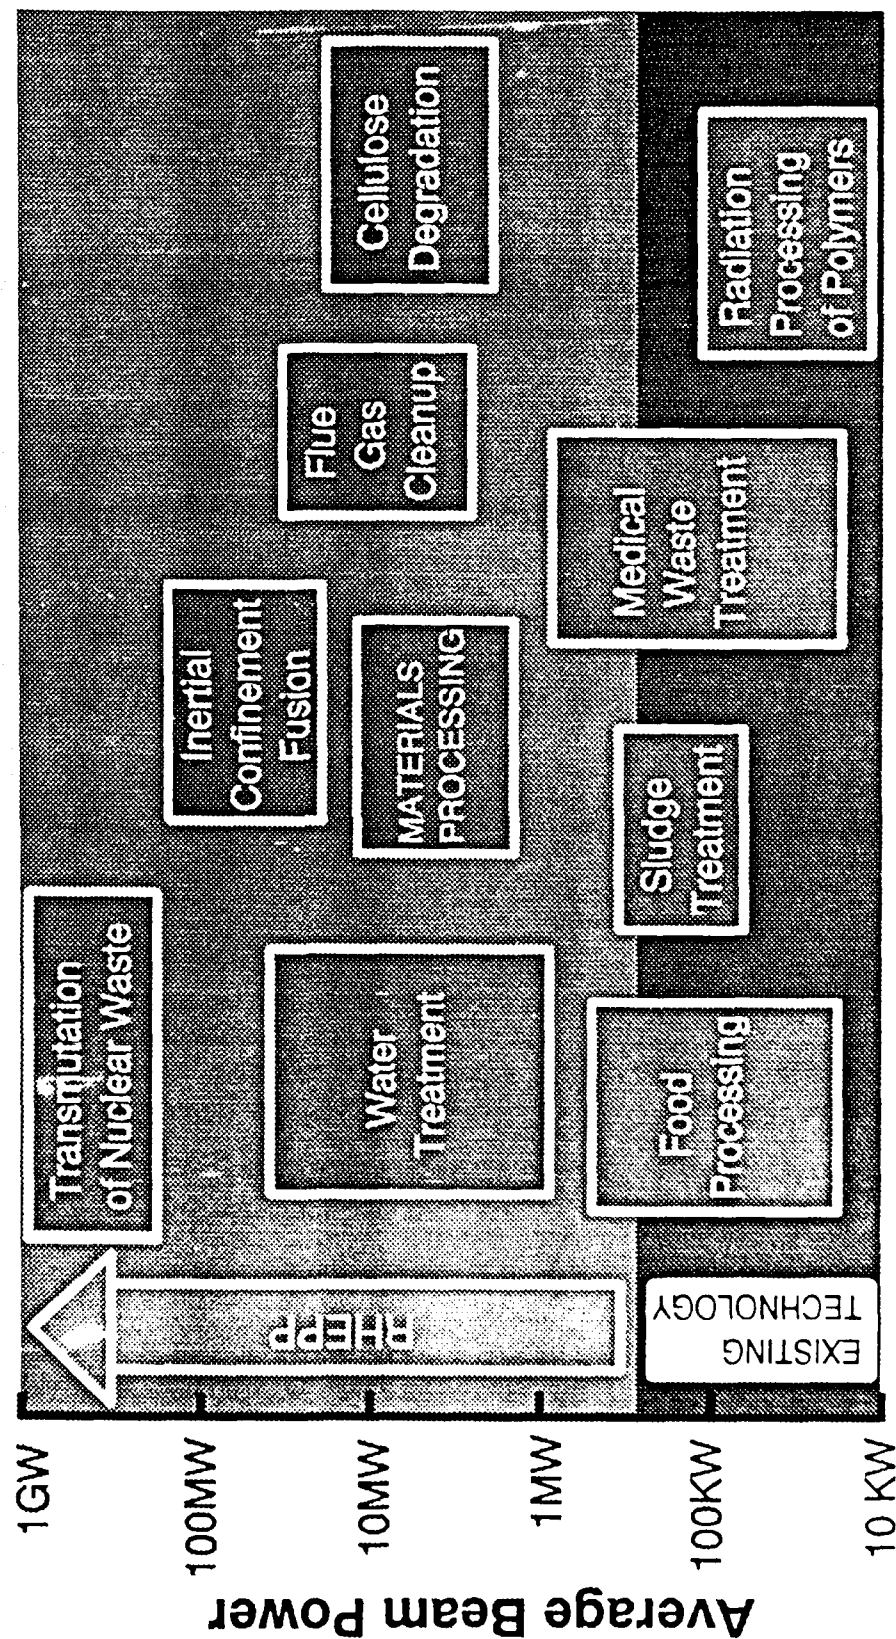 Average Beam Power
1GW
100MW
10MW
1MW
100KW
10 KW
RHEPP
EXISTING
TECHNOLOGY
Transmutation
of Nuclear Waste
Water
Treatment
Food
Processing
Inertial
Confinement
Fusion
MATERIALS
PROCESSING
Sludge
Treatment
Flue
Gas
Cleanup
Medical
Waste
Treatment
Cellulose
Degradation
Radiation
Processing
of Polymers